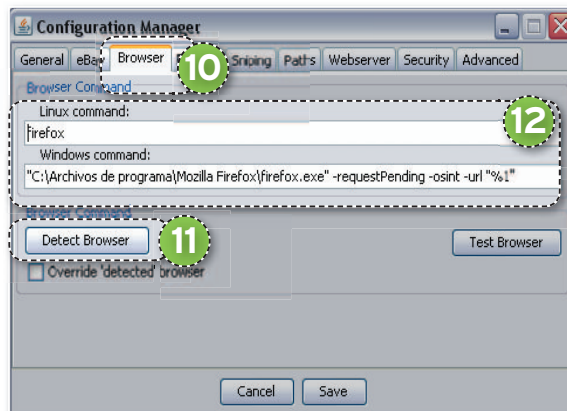 Configuration Manager
General eBay Browser Sniping Paths Webserver Security Advanced
10
Browser Command
12
Linux command:
firefox
Windows command:
"C:\Archivos de programa\Mozilla Firefox\firefox.exe" -requestPending -osint -url "%1"
Browser Command
Detect Browser
11
Test Browser
Override 'detected' browser
Cancel Save